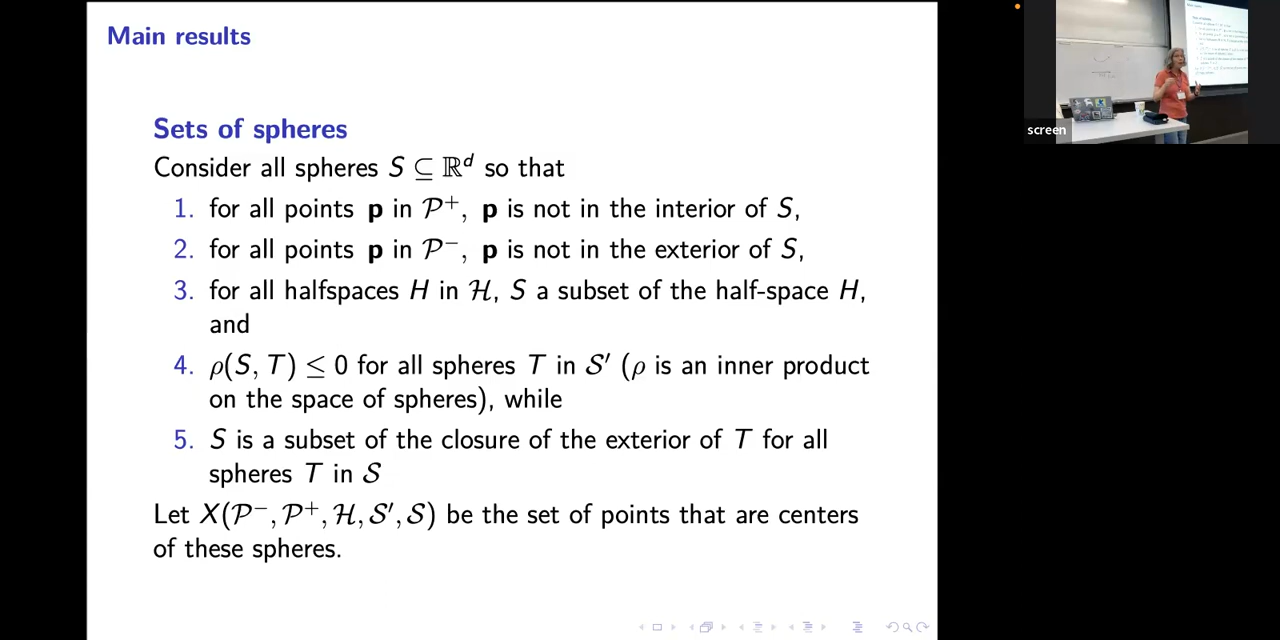 Main results
Sets of spheres
Consider all spheres S ⊆ ℝᵈ so that
1. for all points p in 𝒫⁺, p is not in the interior of S,
2. for all points p in 𝒫⁻, p is not in the exterior of S,
3. for all halfspaces H in ℋ, S a subset of the half-space H,
and
4. ρ(S, T) ≤ 0 for all spheres T in 𝒮′ (ρ is an inner product
on the space of spheres), while
5. S is a subset of the closure of the exterior of T for all
spheres T in 𝒮
Let X(𝒫⁻, 𝒫⁺, ℋ, 𝒮′, 𝒮) be the set of points that are centers
of these spheres.
screen